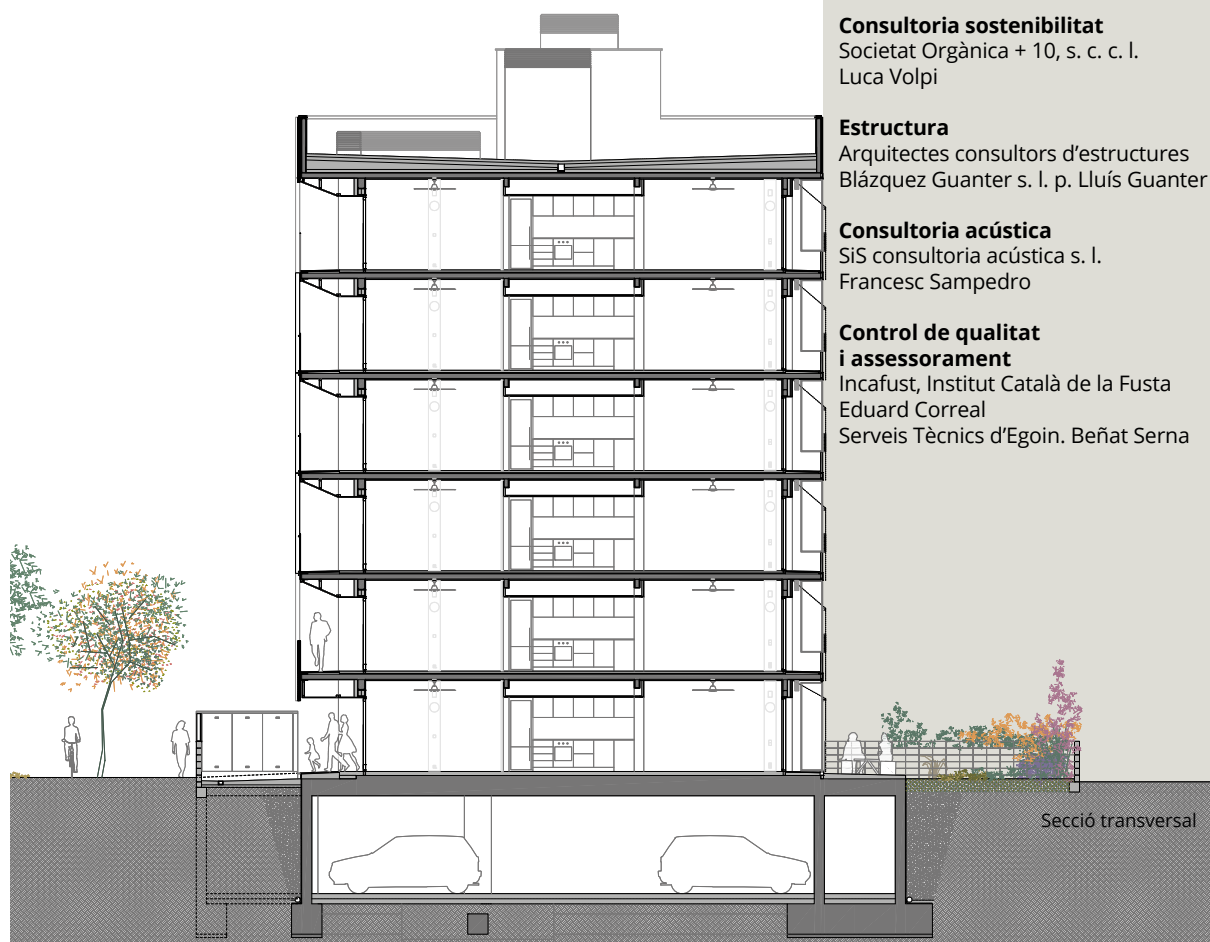 Consultoria sostenibilitat
Societat Orgànica + 10, s. c. c. l.
Luca Volpi
Estructura
Arquitectes consultors d’estructures
Blázquez Guanter s. l. p. Lluís Guanter
Consultoria acústica
SiS consultoria acústica s. l.
Francesc Sampedro
Control de qualitat
i assessorament
Incafust, Institut Català de la Fusta
Eduard Correal
Serveis Tècnics d’Egoin. Beñat Serna
Secció transversal